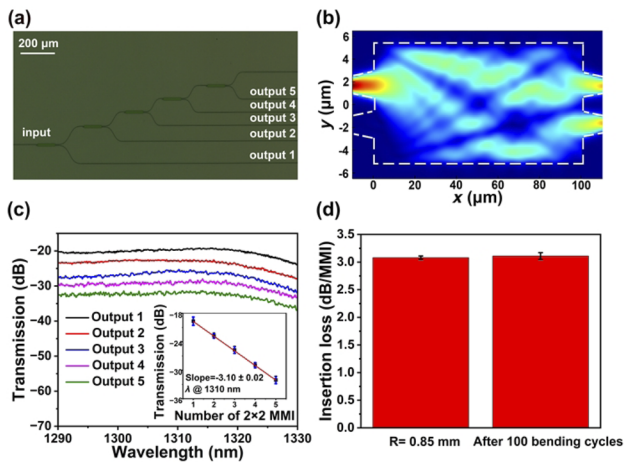 (a)
200 μm
input
output 5
output 4
output 3
output 2
output 1
(b)
6
4
2
0
-2
-4
-6
y (μm)
0 20 40 60 80 100
x (μm)
(c)
Transmission (dB)
-20
-30
-40
-50
-60
-70
Output 1
Output 2
Output 3
Output 4
Output 5
Transmission (dB)
-18
-24
-30
-36
Slope=-3.10 ± 0.02
λ @ 1310 nm
1 2 3 4 5
Number of 2×2 MMI
1290 1300 1310 1320 1330
Wavelength (nm)
(d)
Insertion loss (dB/MMI)
3.5
3.0
2.5
2.0
1.5
1.0
0.5
0.0
R= 0.85 mm
After 100 bending cycles